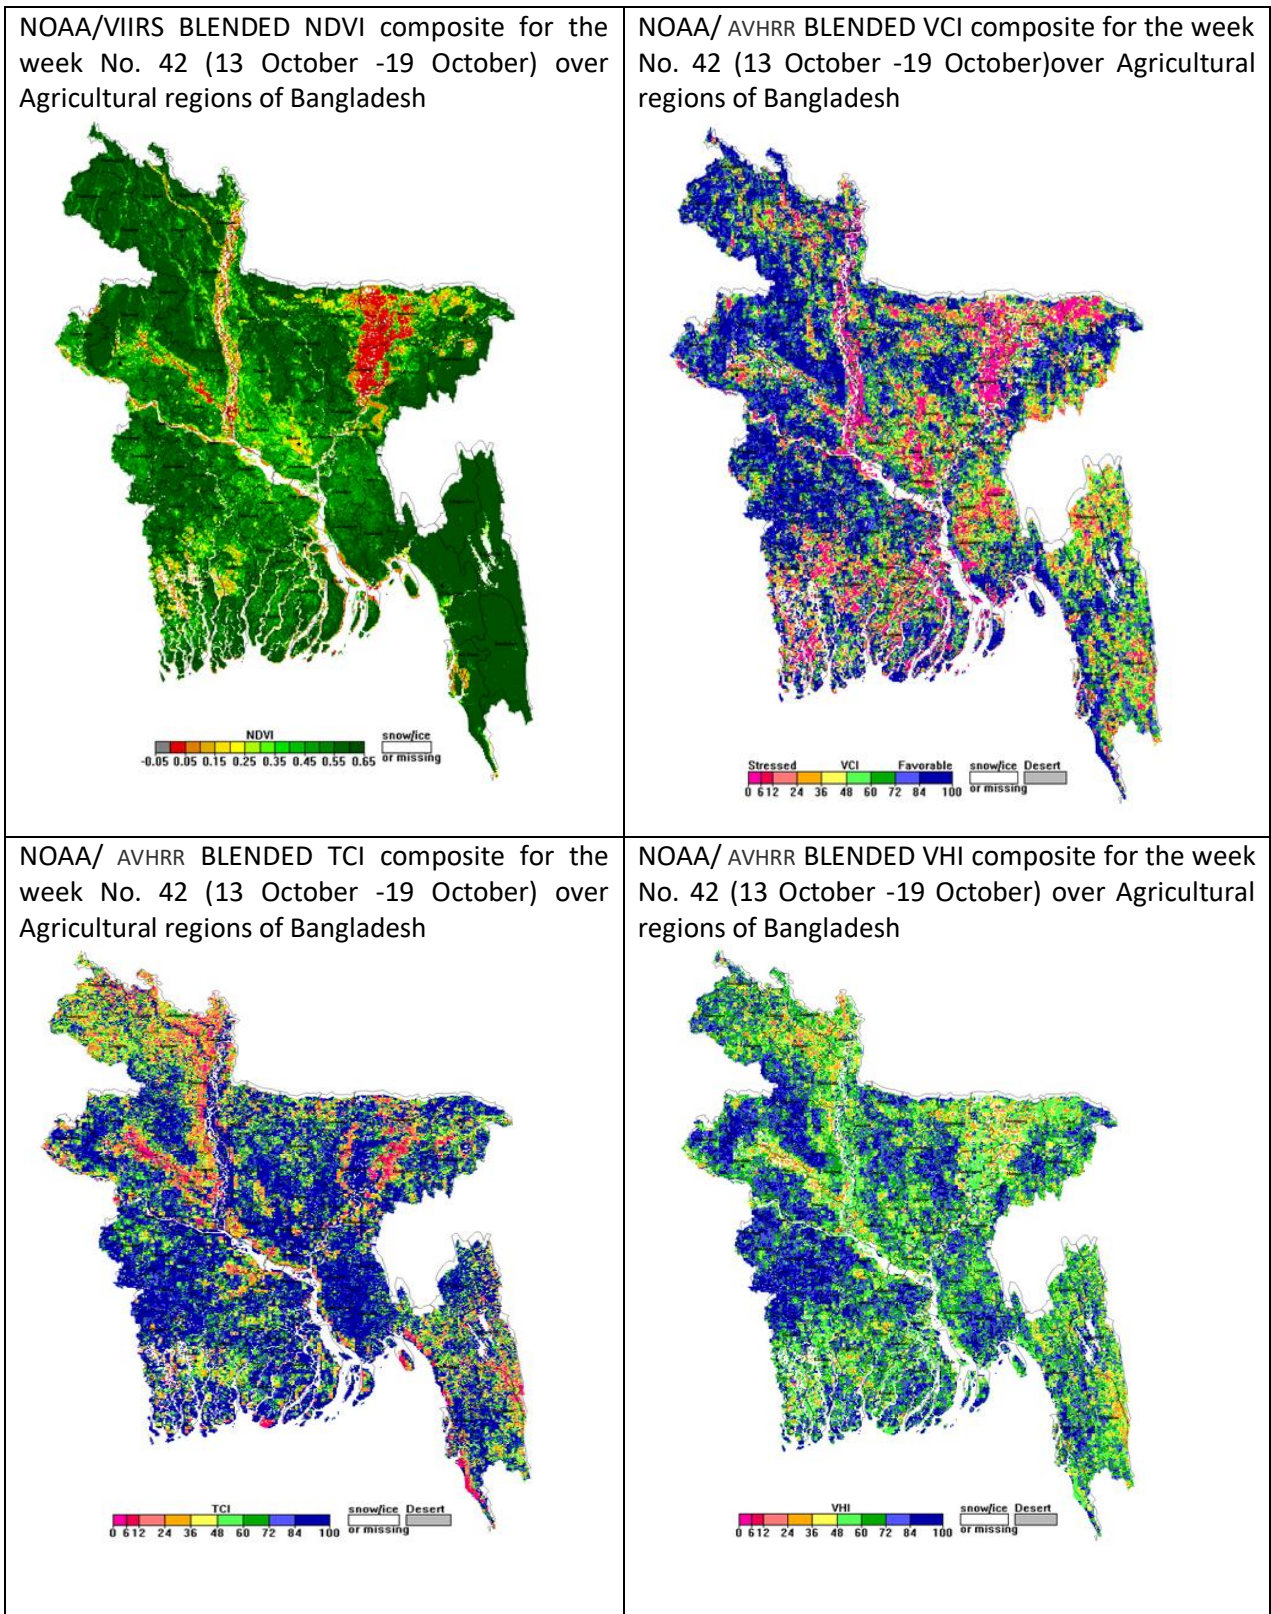 NOAA/VIIRS BLENDED NDVI composite for the
week No. 42 (13 October -19 October) over
Agricultural regions of Bangladesh
NOAA/ AVHRR BLENDED VCI composite for the week
No. 42 (13 October -19 October)over Agricultural
regions of Bangladesh
NDVI
-0.05 0.05 0.15 0.25 0.35 0.45 0.55 0.65
snow/ice
or missing
Stressed VCI Favorable
0 6 12 24 36 48 60 72 84 100
snow/ice Desert
or missing
NOAA/ AVHRR BLENDED TCI composite for the
week No. 42 (13 October -19 October) over
Agricultural regions of Bangladesh
NOAA/ AVHRR BLENDED VHI composite for the week
No. 42 (13 October -19 October) over Agricultural
regions of Bangladesh
TCI
0 6 12 24 36 48 60 72 84 100
snow/ice Desert
or missing
VHI
0 6 12 24 36 48 60 72 84 100
snow/ice Desert
or missing